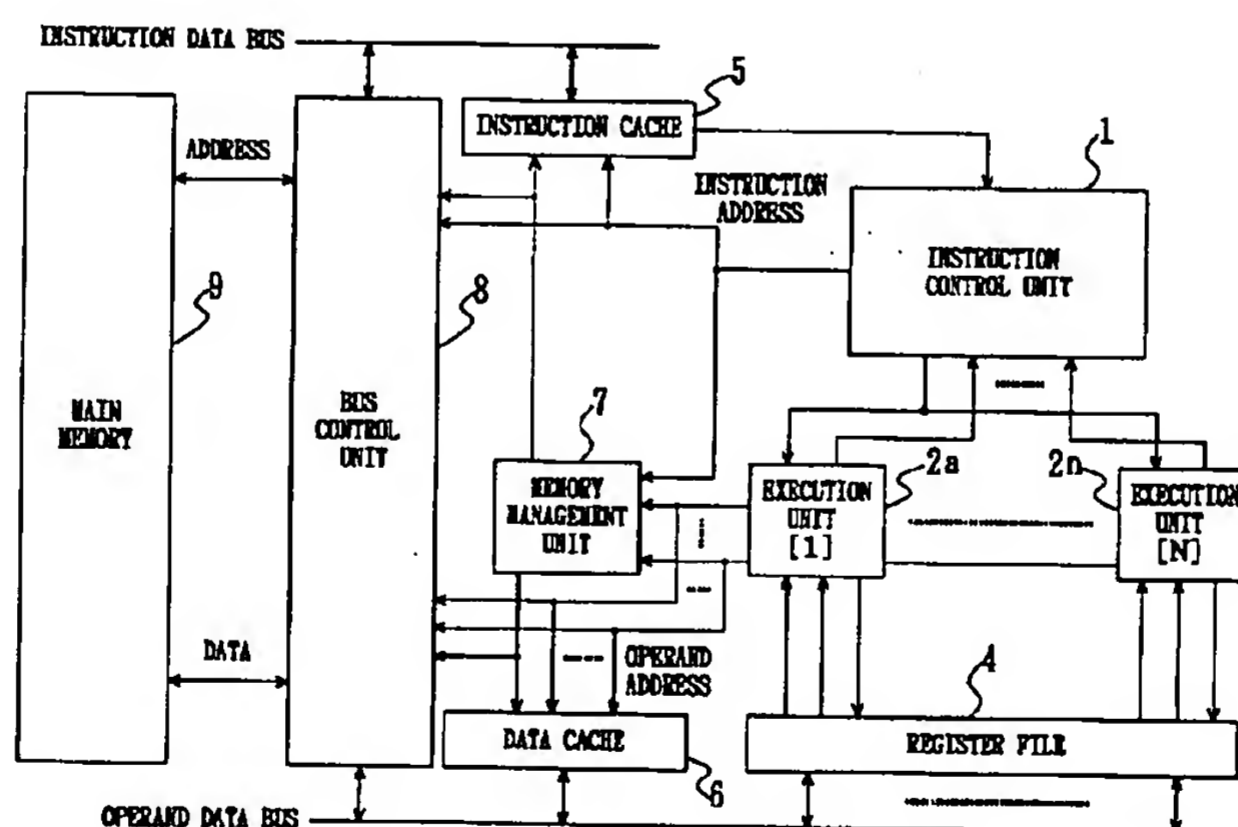 INSTRUCTION DATA BUS
5
INSTRUCTION CACHE
1
ADDRESS
INSTRUCTION
ADDRESS
INSTRUCTION
CONTROL UNIT
9
8
MAIN
MEMORY
BUS
CONTROL
UNIT
7
MEMORY
MANAGEMENT
UNIT
EXECUTION
UNIT
[1]
2a
2n
EXECUTION
UNIT
[N]
DATA
OPERAND
ADDRESS
4
DATA CACHE
REGISTER FILE
6
OPERAND DATA BUS